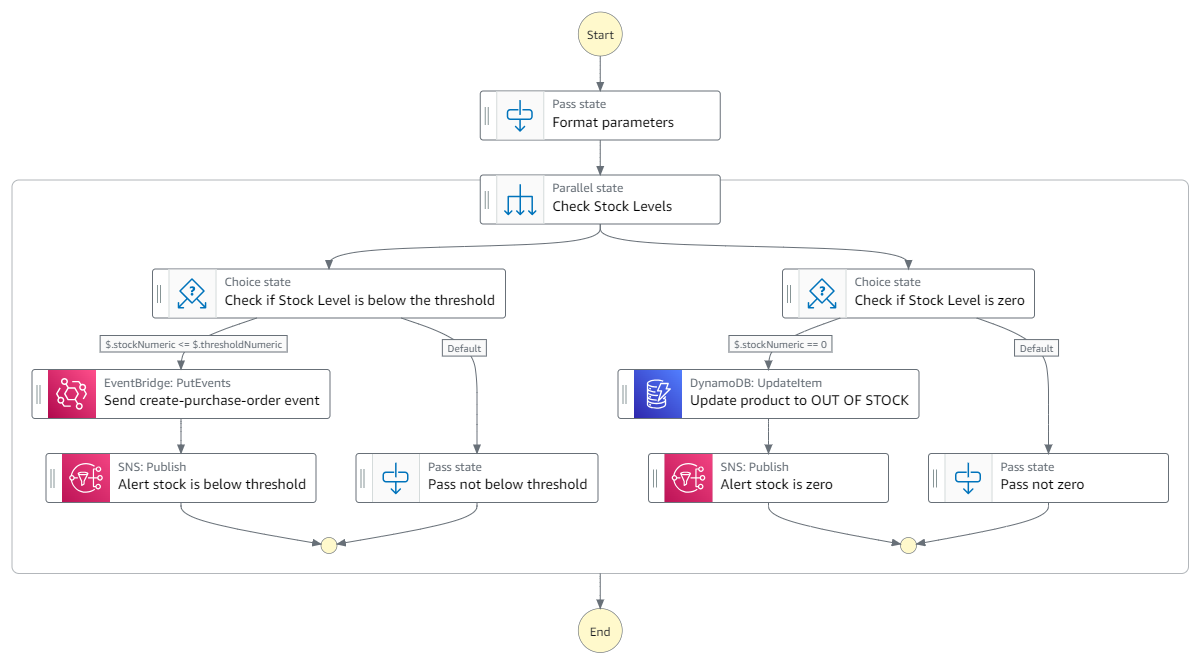 Start
Pass state
Format parameters
Parallel state
Check Stock Levels
Choice state
Check if Stock Level is below the threshold
Choice state
Check if Stock Level is zero
$.stockNumeric <= $.thresholdNumeric
Default
$.stockNumeric == 0
Default
EventBridge: PutEvents
Send create-purchase-order event
DynamoDB: UpdateItem
Update product to OUT OF STOCK
SNS: Publish
Alert stock is below threshold
Pass state
Pass not below threshold
SNS: Publish
Alert stock is zero
Pass state
Pass not zero
End